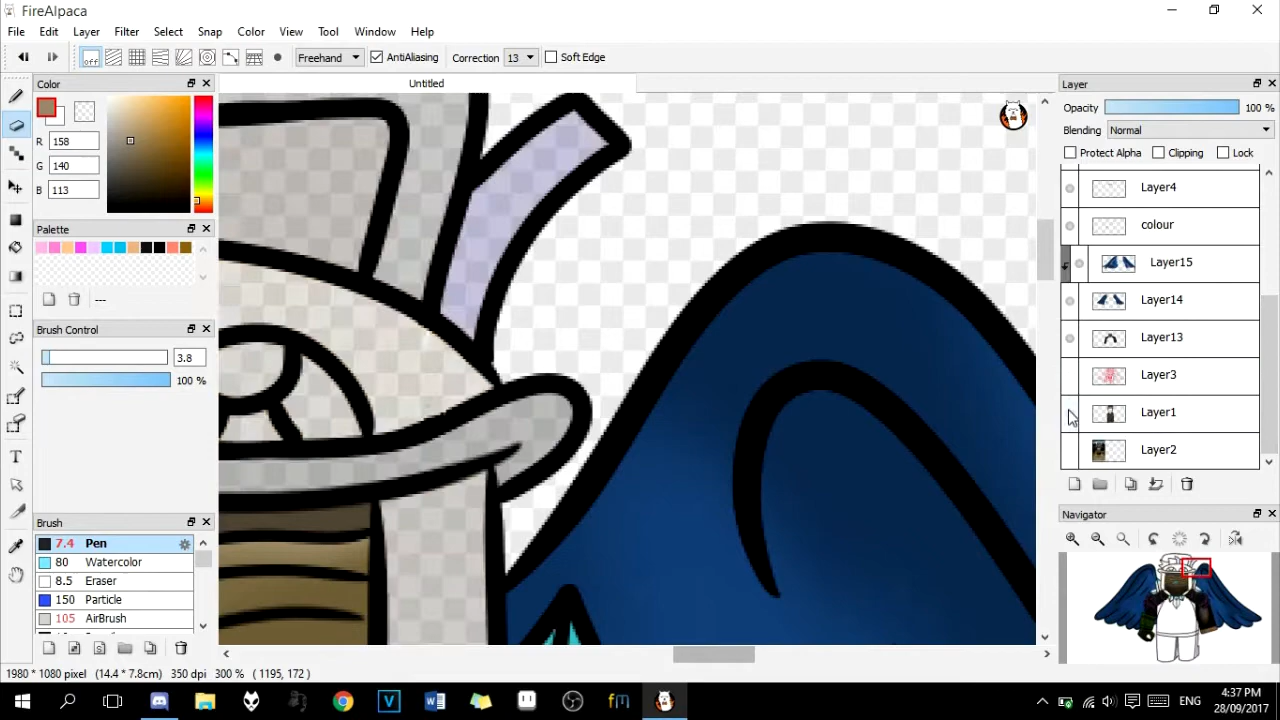 FireAlpaca
File Edit Layer Filter Select Snap Color View Tool Window Help
Freehand AntiAliasing Correction 13 Soft Edge
Color
Untitled
Layer
Opacity 100 %
Blending Normal
Protect Alpha Clipping Lock
R 158
G 140
B 113
Layer4
colour
Layer15
Layer14
Layer13
Layer3
Layer1
Layer2
Palette
---
Brush Control
3.8
100 %
Brush
7.4 Pen
80 Watercolor
8.5 Eraser
150 Particle
105 AirBrush
Navigator
1980 * 1080 pixel (14.4 * 7.8cm) 350 dpi 300 % ( 1195, 172 )
ENG
4:37 PM
28/09/2017